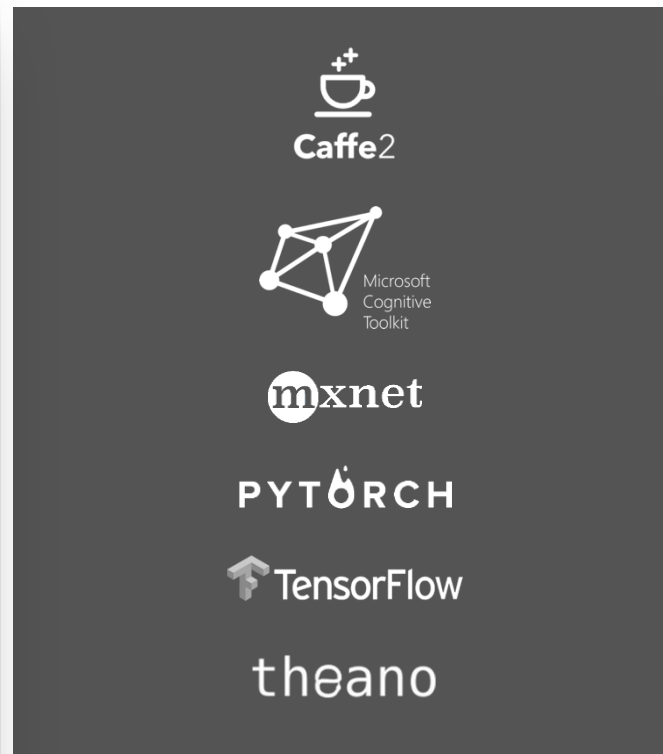 Caffe2
Microsoft
Cognitive
Toolkit
mxnet
PYTORCH
TensorFlow
theano